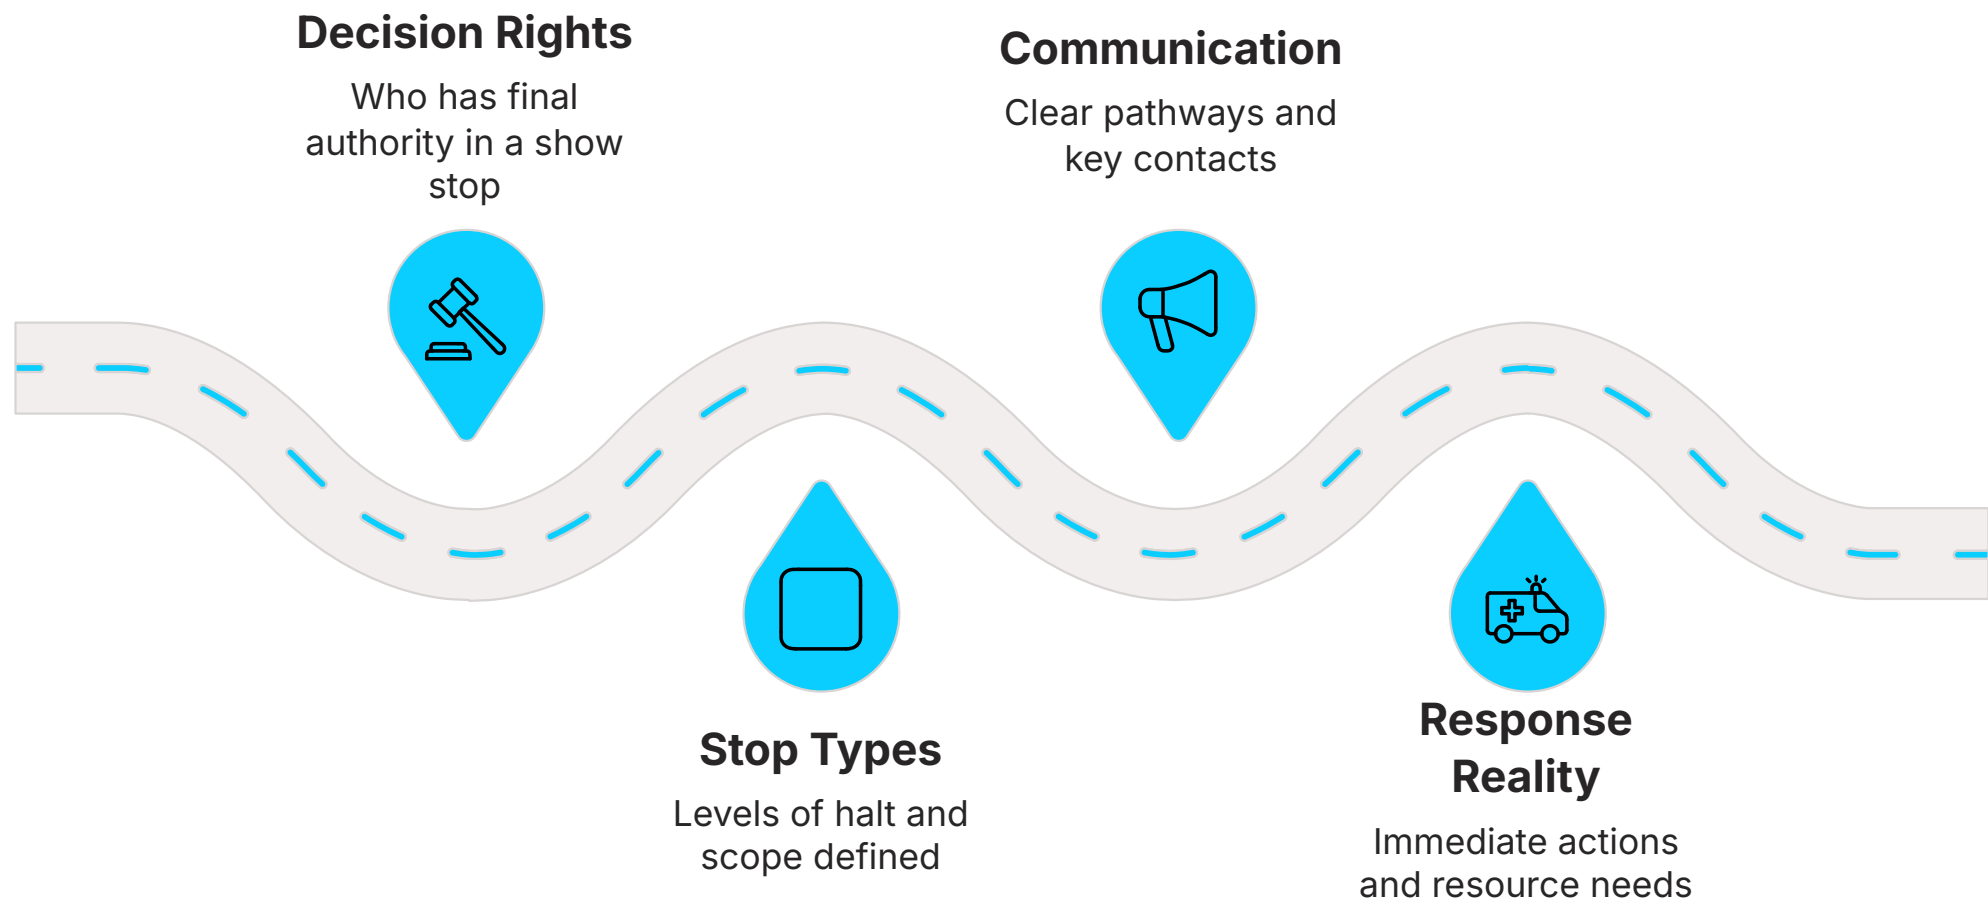 Decision Rights
Who has final
authority in a show
stop
Communication
Clear pathways and
key contacts
Stop Types
Levels of halt and
scope defined
Response
Reality
Immediate actions
and resource needs